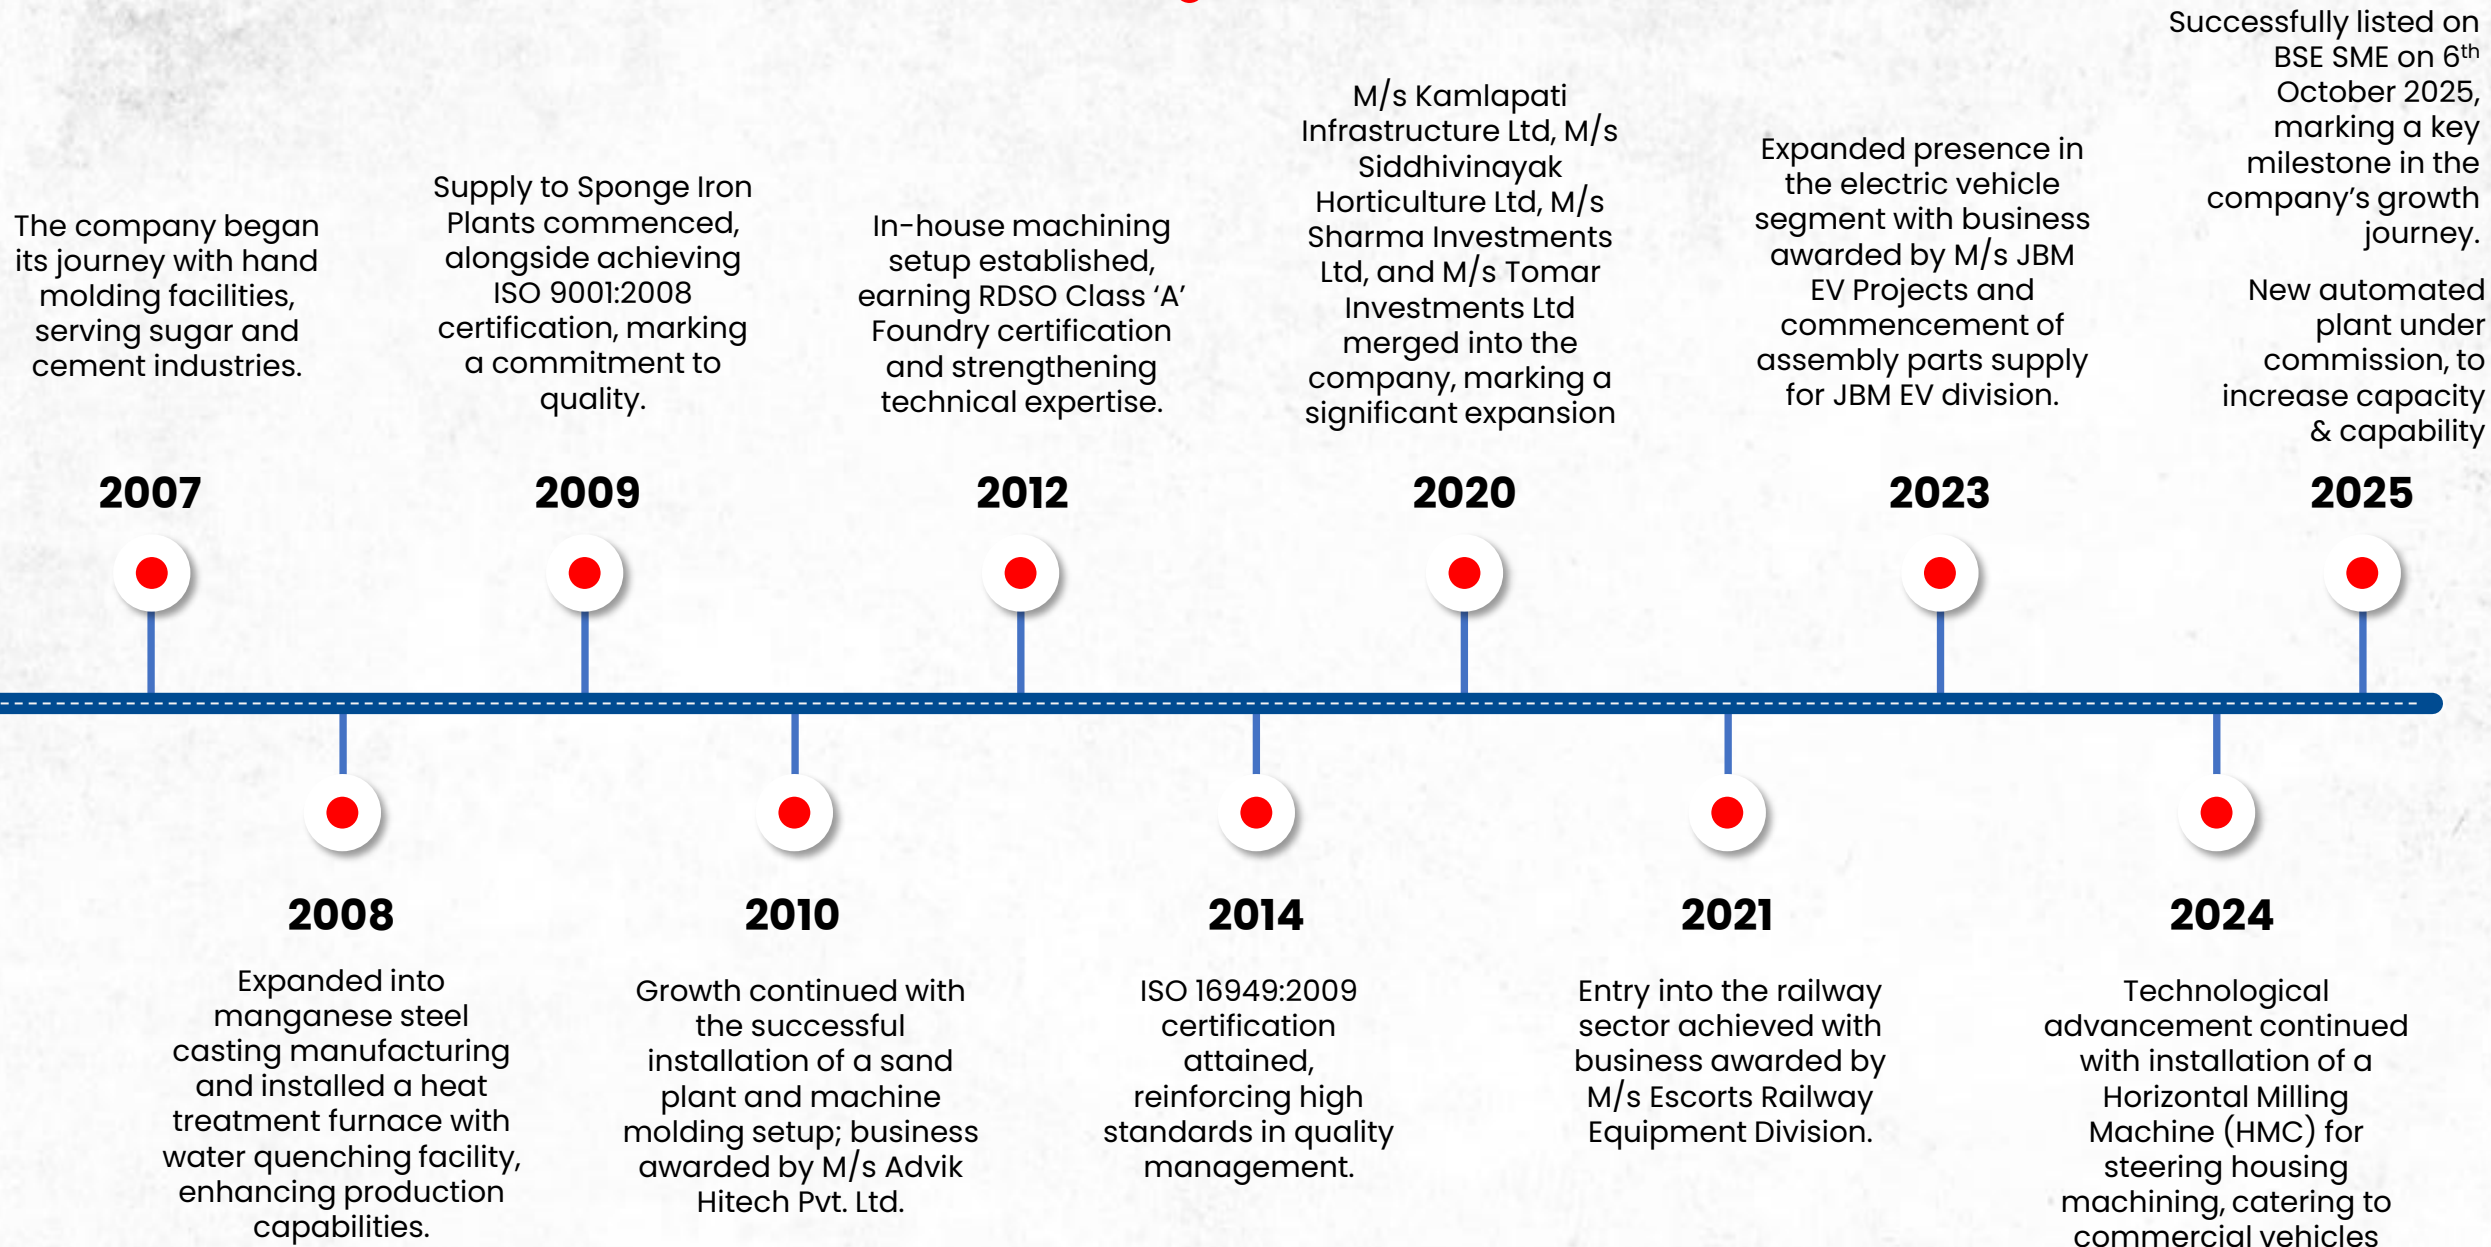 The company began
its journey with hand
molding facilities,
serving sugar and
cement industries.
2007
Supply to Sponge Iron
Plants commenced,
alongside achieving
ISO 9001:2008
certification, marking
a commitment to
quality.
2009
In-house machining
setup established,
earning RDSO Class ‘A’
Foundry certification
and strengthening
technical expertise.
2012
M/s Kamlapati
Infrastructure Ltd, M/s
Siddhivinayak
Horticulture Ltd, M/s
Sharma Investments
Ltd, and M/s Tomar
Investments Ltd
merged into the
company, marking a
significant expansion
2020
Expanded presence in
the electric vehicle
segment with business
awarded by M/s JBM
EV Projects and
commencement of
assembly parts supply
for JBM EV division.
2023
Successfully listed on
BSE SME on 6th
October 2025,
marking a key
milestone in the
company’s growth
journey.
New automated
plant under
commission, to
increase capacity
& capability
2025
2008
Expanded into
manganese steel
casting manufacturing
and installed a heat
treatment furnace with
water quenching facility,
enhancing production
capabilities.
2010
Growth continued with
the successful
installation of a sand
plant and machine
molding setup; business
awarded by M/s Advik
Hitech Pvt. Ltd.
2014
ISO 16949:2009
certification
attained,
reinforcing high
standards in quality
management.
2021
Entry into the railway
sector achieved with
business awarded by
M/s Escorts Railway
Equipment Division.
2024
Technological
advancement continued
with installation of a
Horizontal Milling
Machine (HMC) for
steering housing
machining, catering to
commercial vehicles